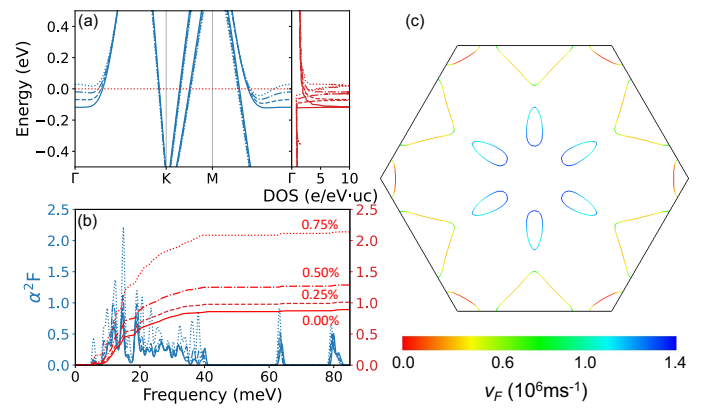 (a)
Energy (eV)
0.4
0.2
0.0
−0.2
−0.4
Γ
K
M
Γ
5
10
DOS (e/eV·uc)
(b)
α²F
2.5
2.0
1.5
1.0
0.5
0.0
0.75%
0.50%
0.25%
0.00%
2.5
2.0
1.5
1.0
0.5
0.0
0
20
40
60
80
Frequency (meV)
(c)
0.0
0.6
1.0
1.4
v_F (10⁶ms⁻¹)